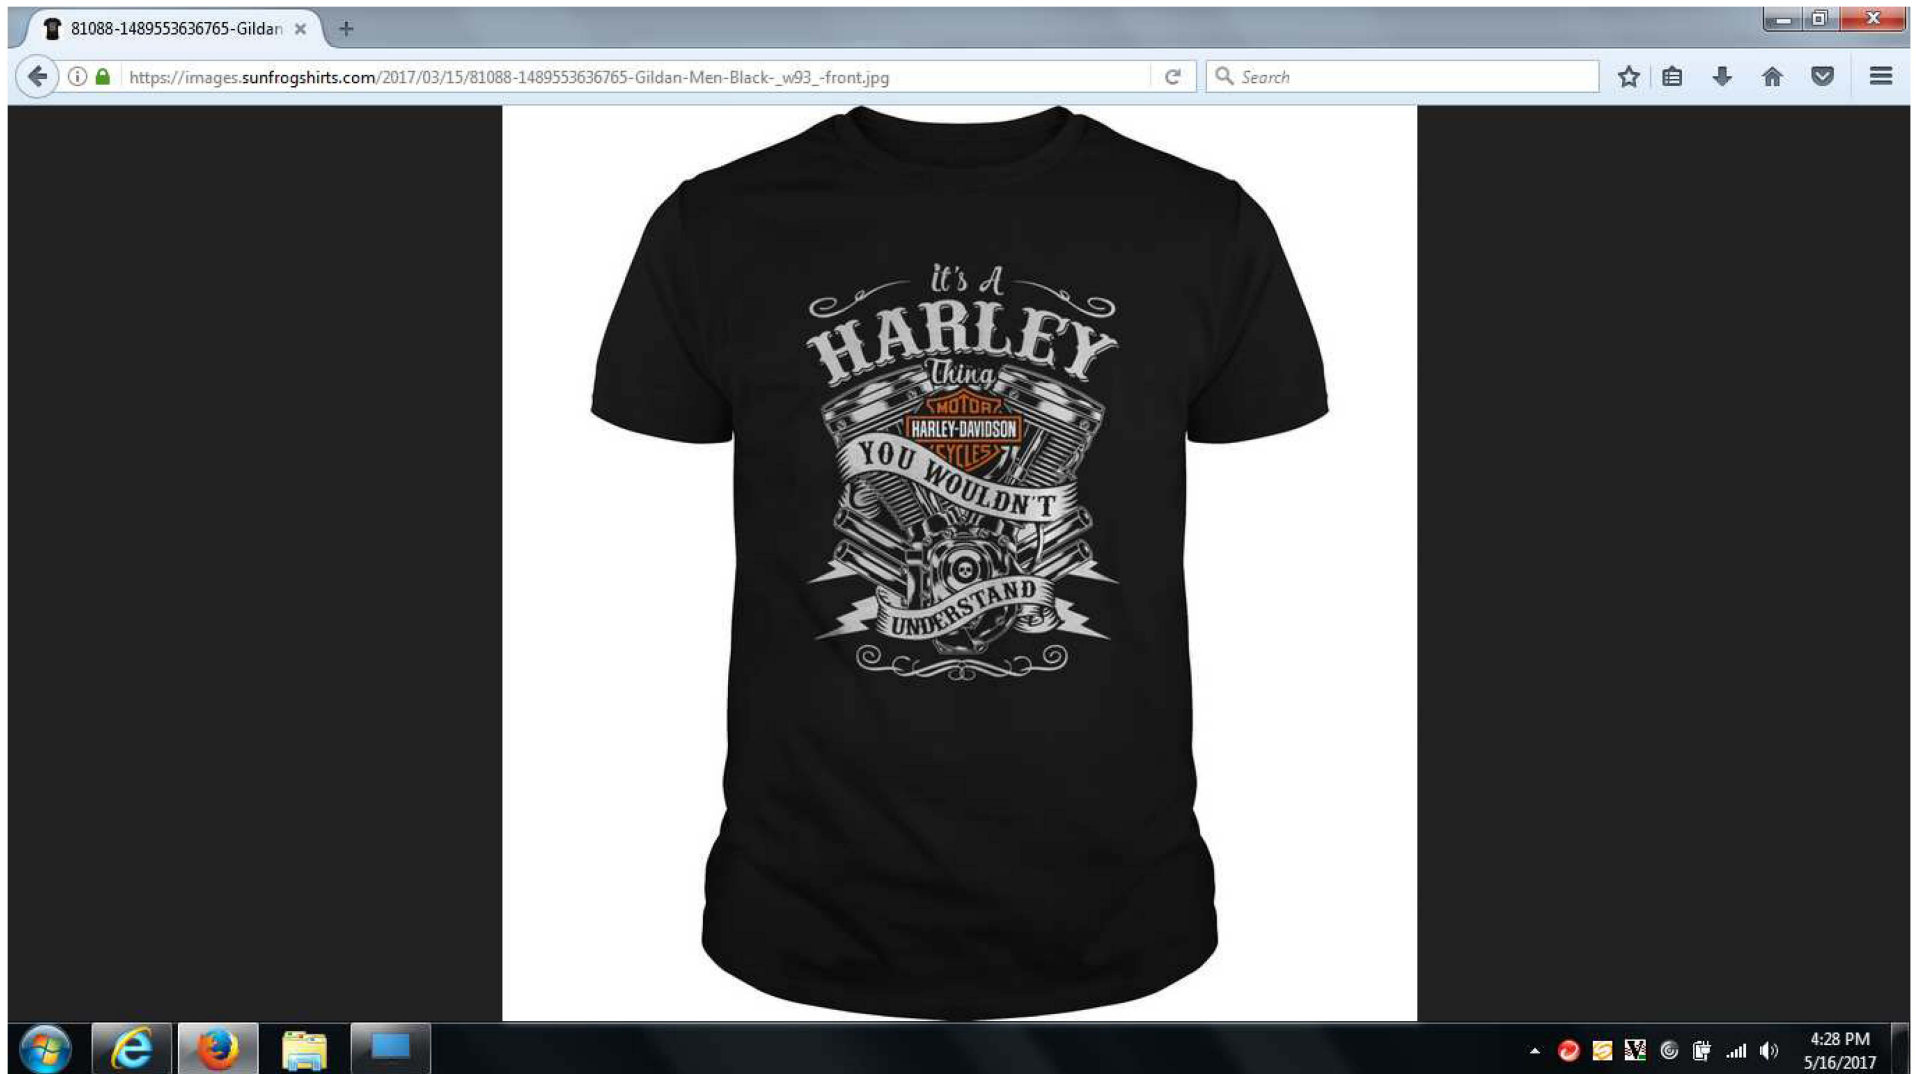 81088-1489553636765-Gildan
https://images.sunfrogshirts.com/2017/03/15/81088-1489553636765-Gildan-Men-Black-_w93_-front.jpg
Search
it's A
HARLEY
Thing
MOTOR
HARLEY-DAVIDSON
CYCLES
YOU WOULDN'T
UNDERSTAND
4:28 PM
5/16/2017